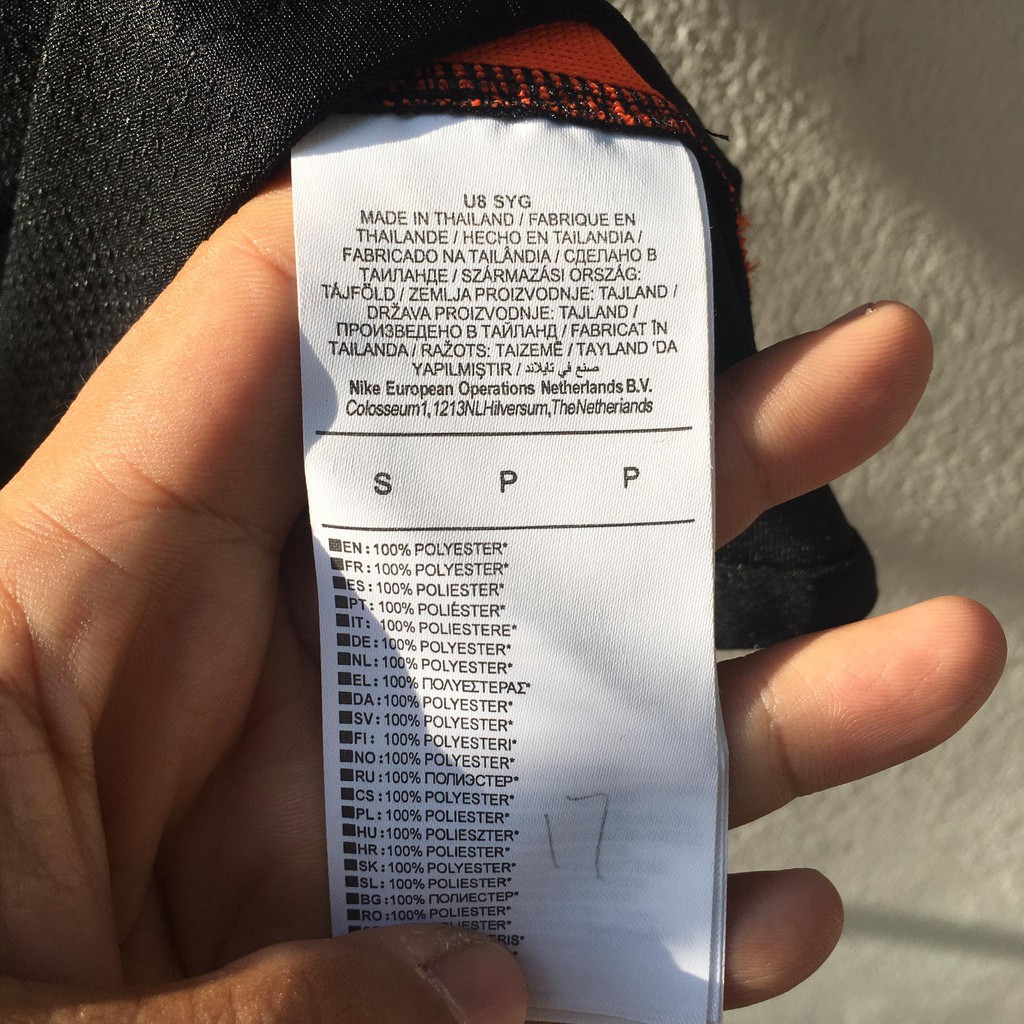 U8 SYG
MADE IN THAILAND / FABRIQUE EN
THAILANDE / HECHO EN TAILANDIA /
FABRICADO NA TAILÂNDIA / СДЕЛАНО В
ТАИЛАНДЕ / SZÁRMAZÁSI ORSZÁG:
TÁJFÖLD / ZEMLJA PROIZVODNJE: TAJLAND /
DRŽAVA PROIZVODNJE: TAJLAND /
ПРОИЗВЕДЕНО В ТАЙЛАНД / FABRICAT ÎN
TAILANDA / RAŽOTS: TAIZEMĒ / TAYLAND 'DA
YAPILMIŞTIR / صنع في تايلاند
Nike European Operations Netherlands B.V.
Colosseum1, 1213NLHilversum,TheNetherlands
S P P
EN : 100% POLYESTER*
FR : 100% POLYESTER*
ES : 100% POLIESTER*
PT : 100% POLIÉSTER*
IT : 100% POLIESTERE*
DE : 100% POLYESTER*
NL : 100% POLYESTER*
EL : 100% ΠΟΛΥΕΣΤΕΡΑΣ*
DA : 100% POLYESTER*
SV : 100% POLYESTER*
FI : 100% POLYESTERI*
NO : 100% POLYESTER*
RU : 100% ПОЛИЭСТЕР*
CS : 100% POLYESTER*
PL : 100% POLIESTER*
HU : 100% POLIESZTER*
HR : 100% POLIESTER*
SK : 100% POLYESTER*
SL : 100% POLIESTER*
BG : 100% ПОЛИЕСТЕР*
RO : 100% POLIESTER*
17